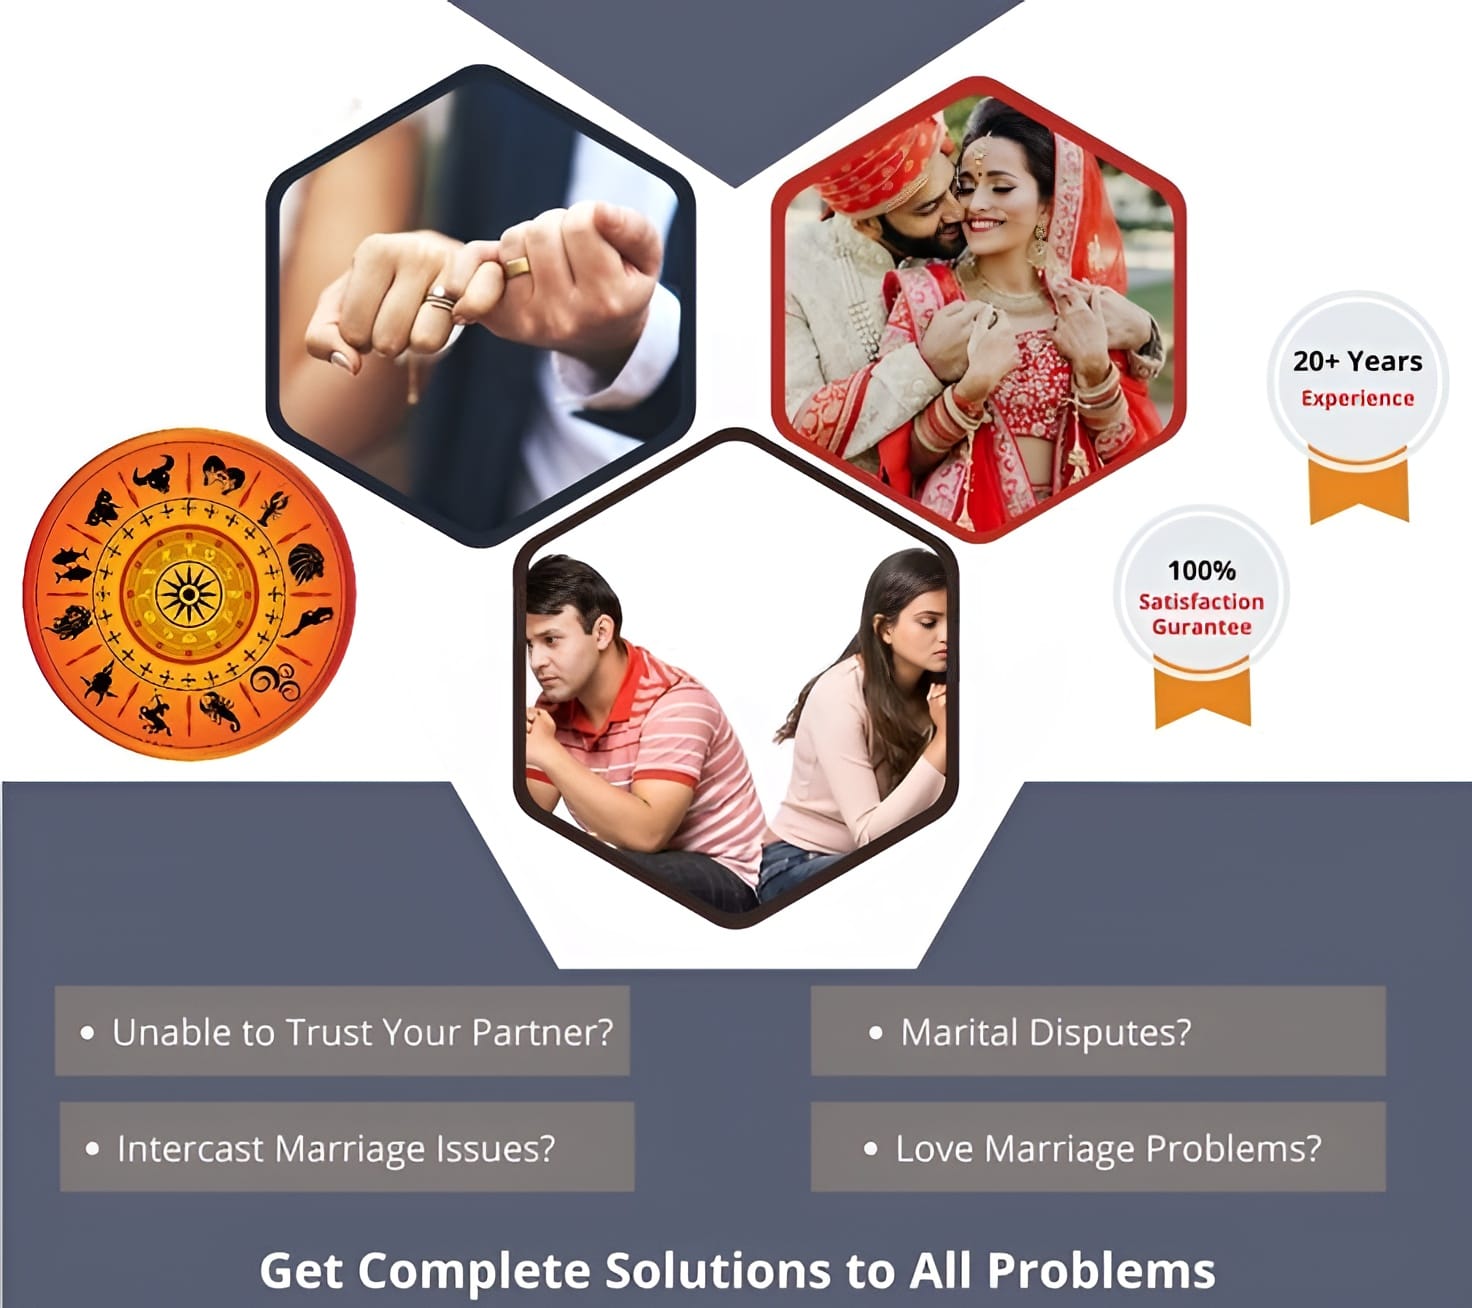 20+ Years
Experience
100%
Satisfaction
Gurantee
• Unable to Trust Your Partner?
• Marital Disputes?
• Intercast Marriage Issues?
• Love Marriage Problems?
Get Complete Solutions to All Problems